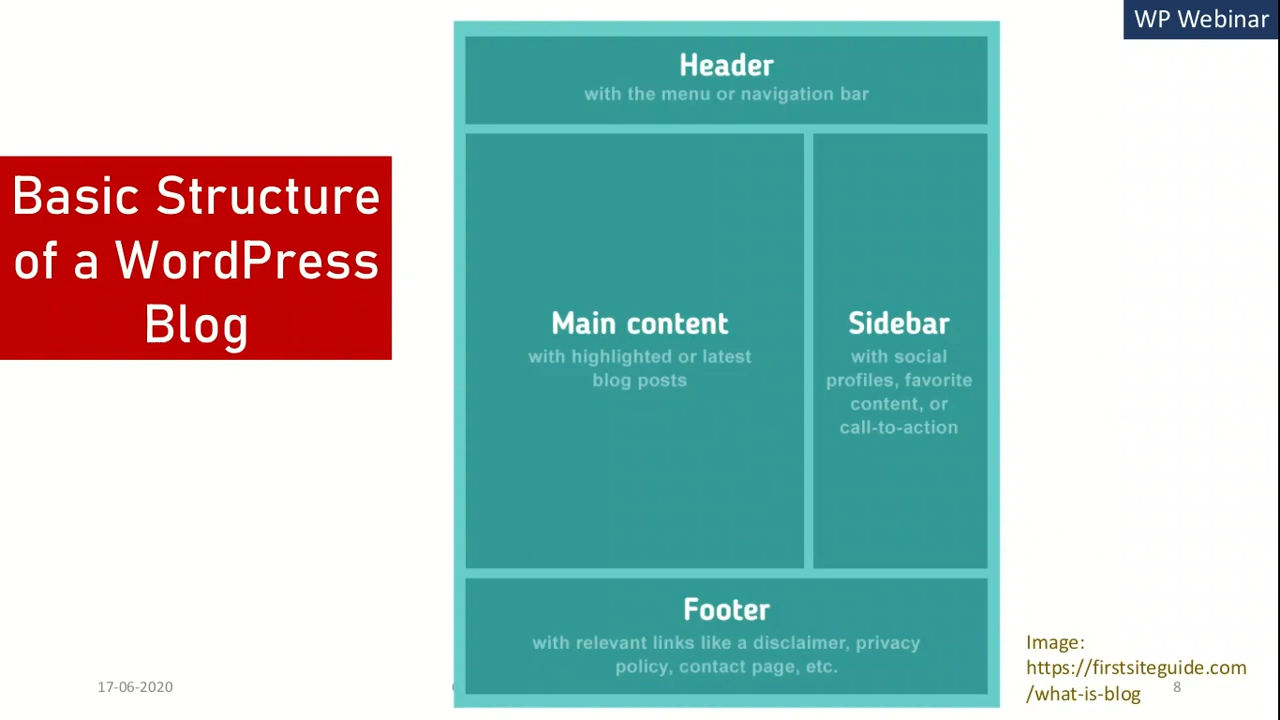 WP Webinar
Basic Structure
of a WordPress
Blog
Header
with the menu or navigation bar
Main content
with highlighted or latest
blog posts
Sidebar
with social
profiles, favorite
content, or
call-to-action
Footer
with relevant links like a disclaimer, privacy
policy, contact page, etc.
Image:
https://firstsiteguide.com
/what-is-blog
17-06-2020
8